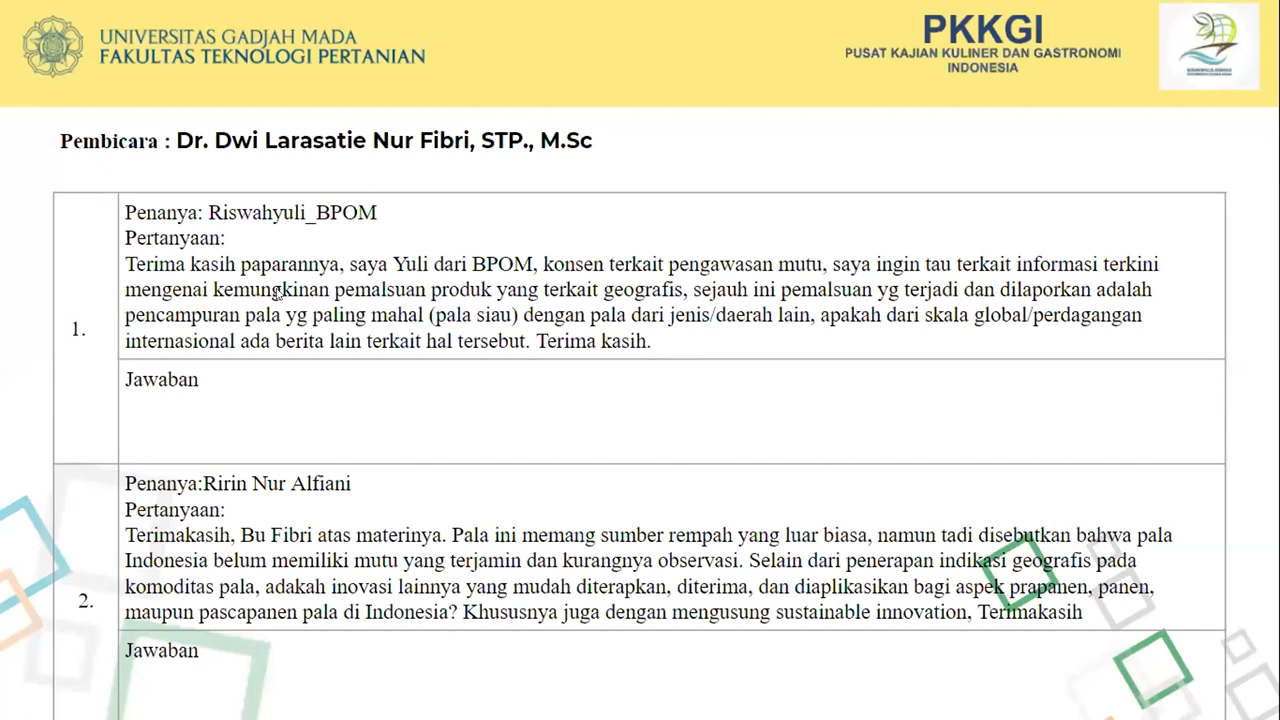 UNIVERSITAS GADJAH MADA
FAKULTAS TEKNOLOGI PERTANIAN
PKKGI
PUSAT KAJIAN KULINER DAN GASTRONOMI
INDONESIA
Pembicara : Dr. Dwi Larasatie Nur Fibri, STP., M.Sc
1.
Penanya: Riswahyuli_BPOM
Pertanyaan:
Terima kasih paparannya, saya Yuli dari BPOM, konsen terkait pengawasan mutu, saya ingin tau terkait informasi terkini
mengenai kemungkinan pemalsuan produk yang terkait geografis, sejauh ini pemalsuan yg terjadi dan dilaporkan adalah
pencampuran pala yg paling mahal (pala siau) dengan pala dari jenis/daerah lain, apakah dari skala global/perdagangan
internasional ada berita lain terkait hal tersebut. Terima kasih.
Jawaban
2.
Penanya:Ririn Nur Alfiani
Pertanyaan:
Terimakasih, Bu Fibri atas materinya. Pala ini memang sumber rempah yang luar biasa, namun tadi disebutkan bahwa pala
Indonesia belum memiliki mutu yang terjamin dan kurangnya observasi. Selain dari penerapan indikasi geografis pada
komoditas pala, adakah inovasi lainnya yang mudah diterapkan, diterima, dan diaplikasikan bagi aspek prapanen, panen,
maupun pascapanen pala di Indonesia? Khususnya juga dengan mengusung sustainable innovation, Terimakasih
Jawaban